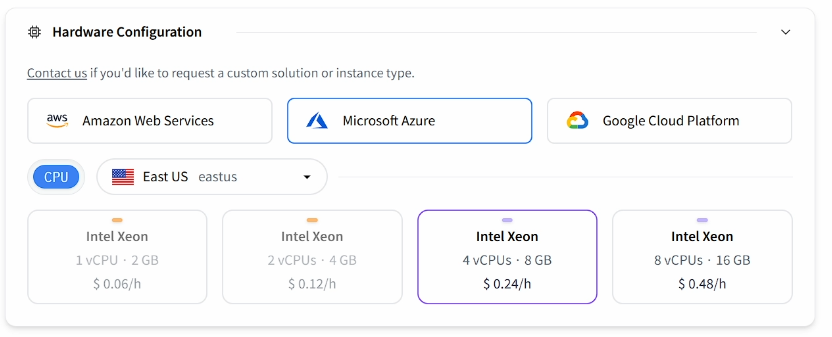 Hardware Configuration
Contact us if you'd like to request a custom solution or instance type.
aws Amazon Web Services
Microsoft Azure
Google Cloud Platform
CPU
East US eastus
Intel Xeon
1 vCPU · 2 GB
$ 0.06/h
Intel Xeon
2 vCPUs · 4 GB
$ 0.12/h
Intel Xeon
4 vCPUs · 8 GB
$ 0.24/h
Intel Xeon
8 vCPUs · 16 GB
$ 0.48/h